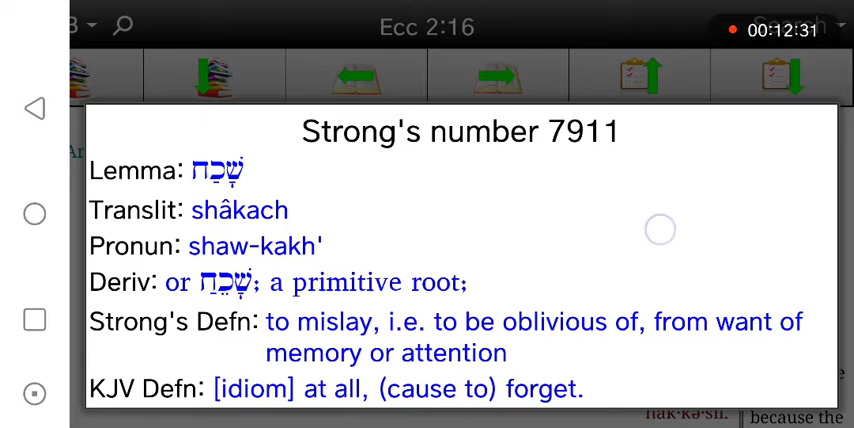 B
Ecc 2:16
00:12:31
Strong's number 7911
Lemma: שָׁכַח
Translit: shâkach
Pronun: shaw-kakh'
Deriv: or שָׁכֵחַ; a primitive root;
Strong's Defn: to mislay, i.e. to be oblivious of, from want of
memory or attention
KJV Defn: [idiom] at all, (cause to) forget.
because the